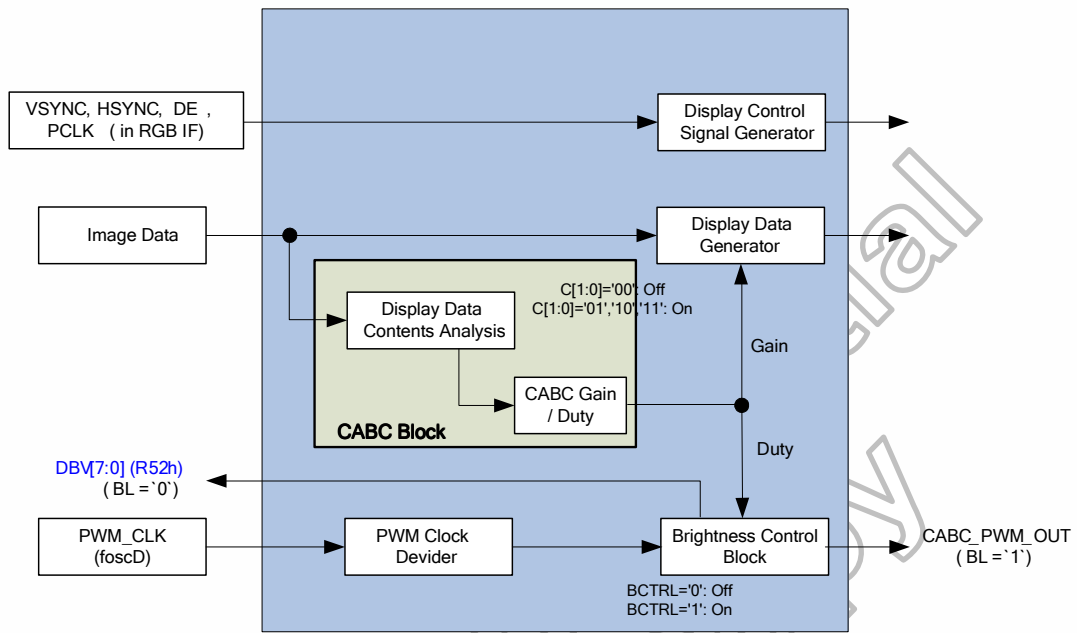 VSYNC, HSYNC, DE ,
PCLK ( in RGB IF)
Display Control
Signal Generator
Image Data
Display Data
Generator
C[1:0]='00': Off
C[1:0]='01','10','11': On
Display Data
Contents Analysis
Gain
CABC Gain
/ Duty
CABC Block
Duty
DBV[7:0] (R52h)
( BL =`0`)
PWM_CLK
(foscD)
PWM Clock
Devider
Brightness Control
Block
CABC_PWM_OUT
( BL =`1`)
BCTRL='0': Off
BCTRL='1': On